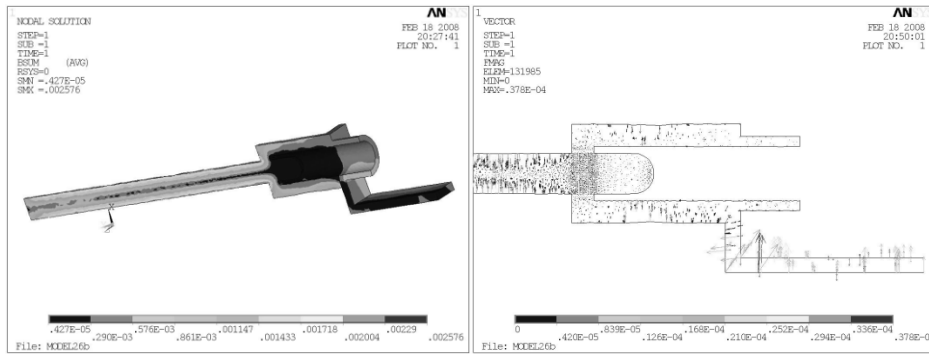 1
NODAL SOLUTION
STEP=1
SUB =1
TIME=1
BSUM (AVG)
RSYS=0
SMN =.427E-05
SMX =.002576
ANSYS
FEB 18 2008
20:27:41
PLOT NO. 1
.427E-05 .576E-03 .001147 .001718 .00229
.290E-03 .861E-03 .001433 .002004 .002576
File: MODEL26b
1
VECTOR
STEP=1
SUB =1
TIME=1
FMAG
ELEM=131985
MIN=0
MAX=.378E-04
ANSYS
FEB 18 2008
20:50:01
PLOT NO. 1
0 .839E-05 .168E-04 .252E-04 .336E-04
.420E-05 .126E-04 .210E-04 .294E-04 .378E-0
File: MODEL26b